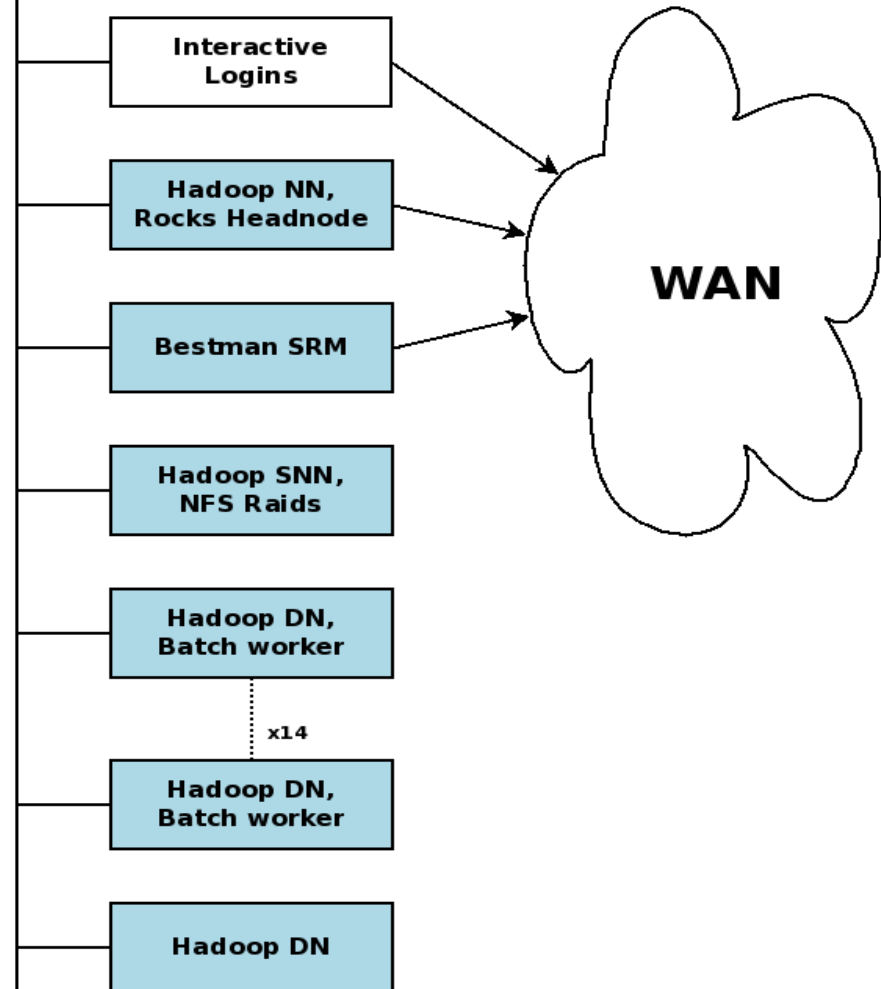 Interactive
Logins
Hadoop NN,
Rocks Headnode
WAN
Bestman SRM
Hadoop SNN,
NFS Raids
Hadoop DN,
Batch worker
x14
Hadoop DN,
Batch worker
Hadoop DN